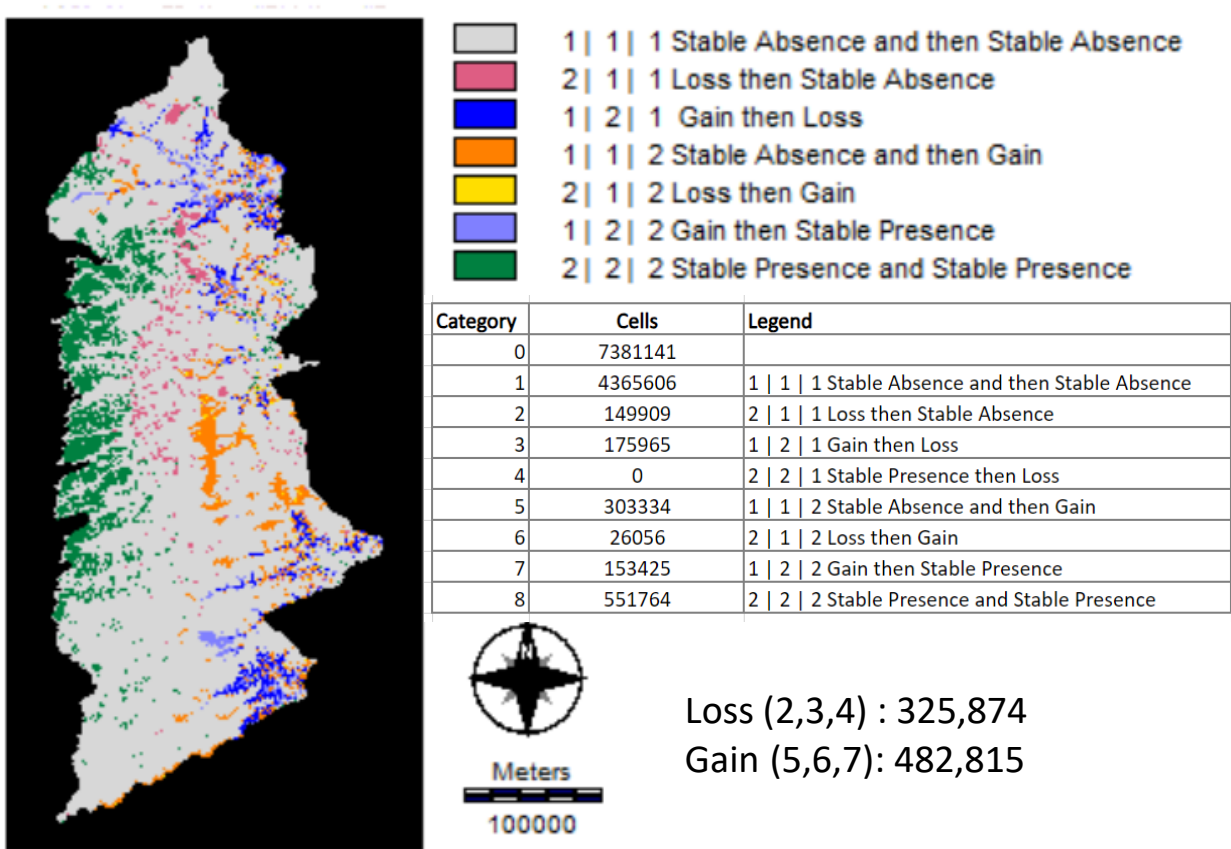 1| 1| 1 Stable Absence and then Stable Absence
2| 1| 1 Loss then Stable Absence
1| 2| 1 Gain then Loss
1| 1| 2 Stable Absence and then Gain
2| 1| 2 Loss then Gain
1| 2| 2 Gain then Stable Presence
2| 2| 2 Stable Presence and Stable Presence
Category Cells Legend
0 7381141
1 4365606 1 | 1 | 1 Stable Absence and then Stable Absence
2 149909 2 | 1 | 1 Loss then Stable Absence
3 175965 1 | 2 | 1 Gain then Loss
4 0 2 | 2 | 1 Stable Presence then Loss
5 303334 1 | 1 | 2 Stable Absence and then Gain
6 26056 2 | 1 | 2 Loss then Gain
7 153425 1 | 2 | 2 Gain then Stable Presence
8 551764 2 | 2 | 2 Stable Presence and Stable Presence
N
Loss (2,3,4) : 325,874
Gain (5,6,7): 482,815
Meters
100000